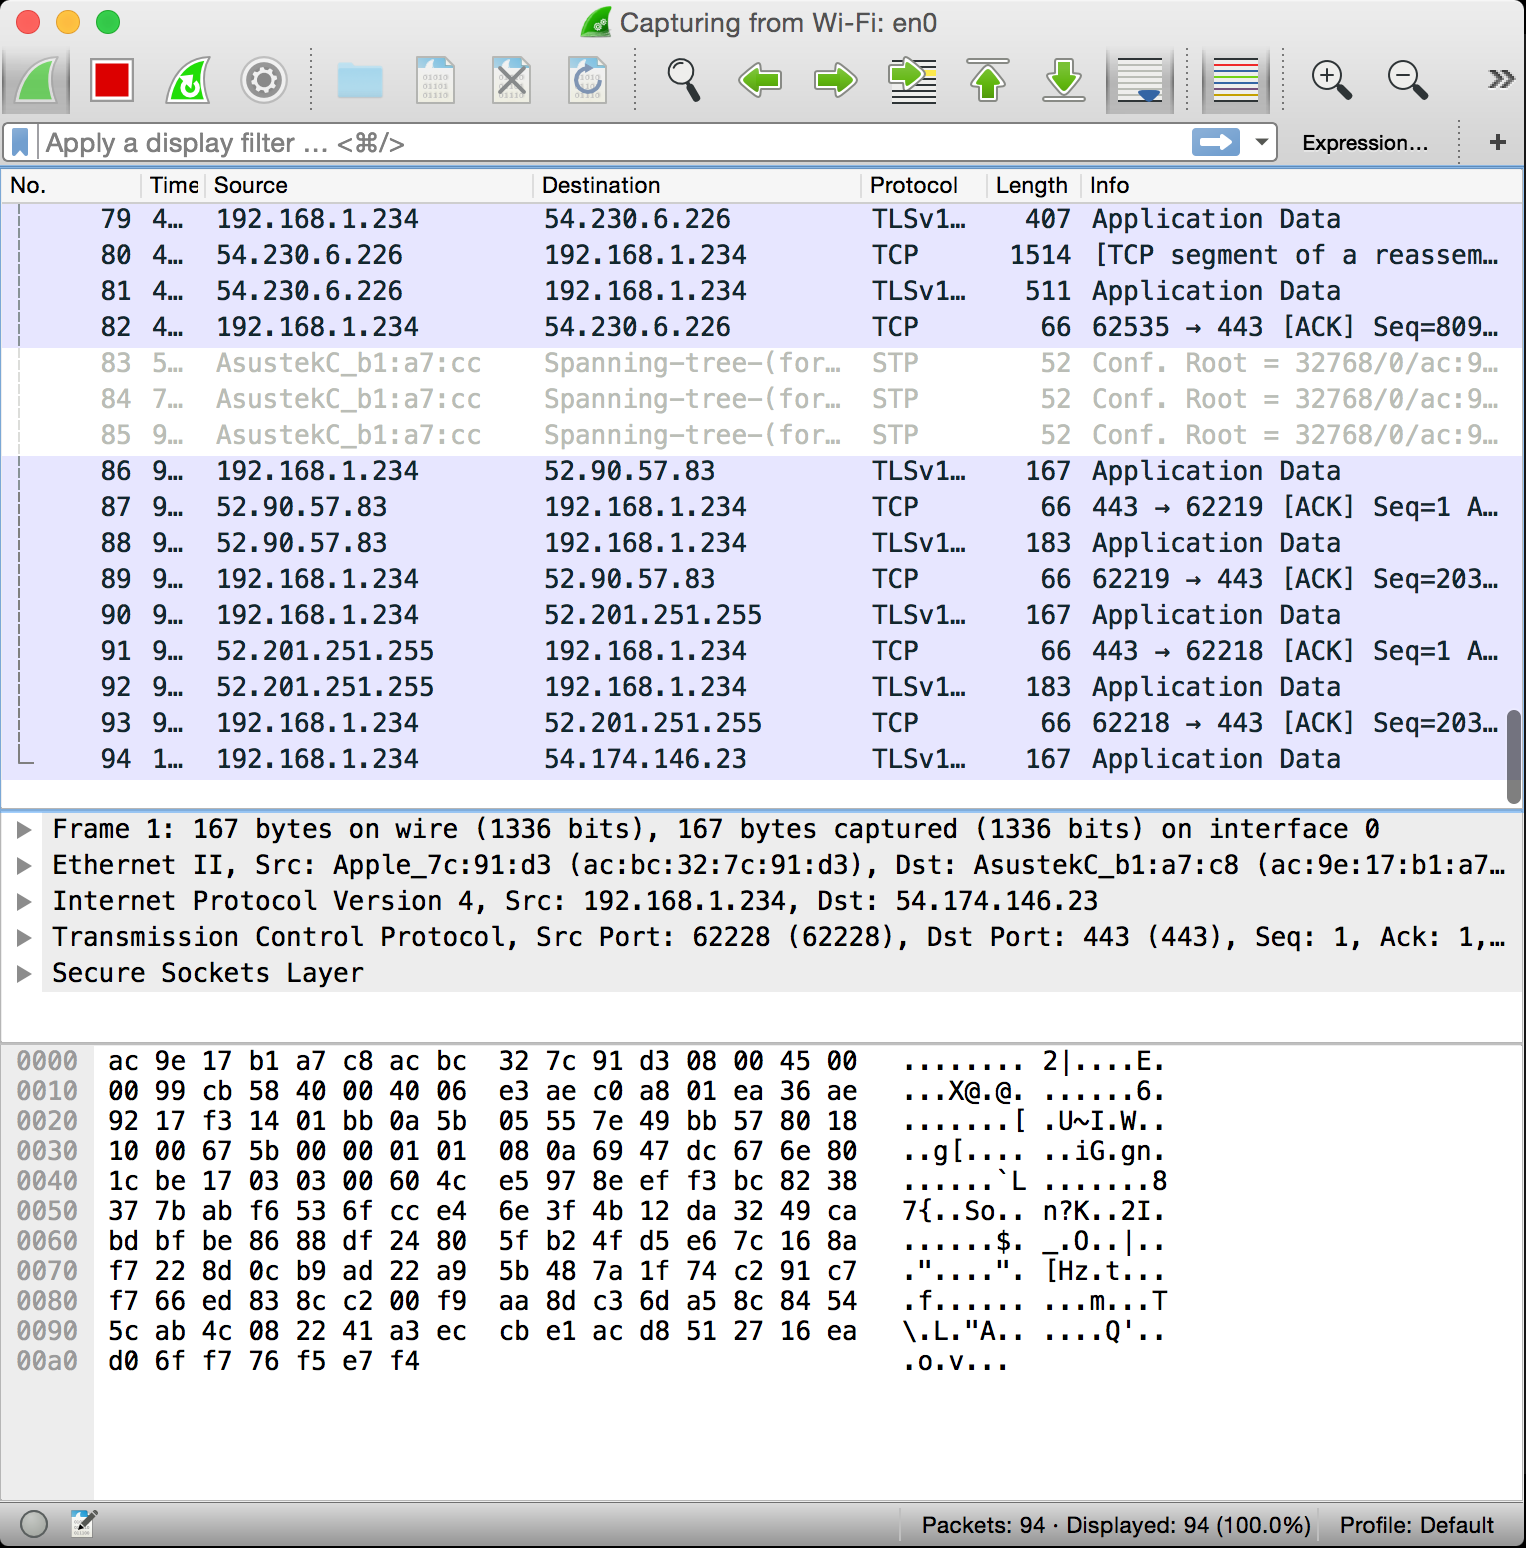 Capturing from Wi-Fi: en0
Apply a display filter … <⌘/>
Expression… +
No. Time Source Destination Protocol Length Info
79 4… 192.168.1.234 54.230.6.226 TLSv1… 407 Application Data
80 4… 54.230.6.226 192.168.1.234 TCP 1514 [TCP segment of a reassem…
81 4… 54.230.6.226 192.168.1.234 TLSv1… 511 Application Data
82 4… 192.168.1.234 54.230.6.226 TCP 66 62535 → 443 [ACK] Seq=809…
83 5… AsustekC_b1:a7:cc Spanning-tree-(for… STP 52 Conf. Root = 32768/0/ac:9…
84 7… AsustekC_b1:a7:cc Spanning-tree-(for… STP 52 Conf. Root = 32768/0/ac:9…
85 9… AsustekC_b1:a7:cc Spanning-tree-(for… STP 52 Conf. Root = 32768/0/ac:9…
86 9… 192.168.1.234 52.90.57.83 TLSv1… 167 Application Data
87 9… 52.90.57.83 192.168.1.234 TCP 66 443 → 62219 [ACK] Seq=1 A…
88 9… 52.90.57.83 192.168.1.234 TLSv1… 183 Application Data
89 9… 192.168.1.234 52.90.57.83 TCP 66 62219 → 443 [ACK] Seq=203…
90 9… 192.168.1.234 52.201.251.255 TLSv1… 167 Application Data
91 9… 52.201.251.255 192.168.1.234 TCP 66 443 → 62218 [ACK] Seq=1 A…
92 9… 52.201.251.255 192.168.1.234 TLSv1… 183 Application Data
93 9… 192.168.1.234 52.201.251.255 TCP 66 62218 → 443 [ACK] Seq=203…
94 1… 192.168.1.234 54.174.146.23 TLSv1… 167 Application Data
Frame 1: 167 bytes on wire (1336 bits), 167 bytes captured (1336 bits) on interface 0
Ethernet II, Src: Apple_7c:91:d3 (ac:bc:32:7c:91:d3), Dst: AsustekC_b1:a7:c8 (ac:9e:17:b1:a7…
Internet Protocol Version 4, Src: 192.168.1.234, Dst: 54.174.146.23
Transmission Control Protocol, Src Port: 62228 (62228), Dst Port: 443 (443), Seq: 1, Ack: 1,…
Secure Sockets Layer
0000 ac 9e 17 b1 a7 c8 ac bc 32 7c 91 d3 08 00 45 00 ........ 2|....E.
0010 00 99 cb 58 40 00 40 06 e3 ae c0 a8 01 ea 36 ae ...X@.@. ......6.
0020 92 17 f3 14 01 bb 0a 5b 05 55 7e 49 bb 57 80 18 .......[ .U~I.W..
0030 10 00 67 5b 00 00 01 01 08 0a 69 47 dc 67 6e 80 ..g[.... ..iG.gn.
0040 1c be 17 03 03 00 60 4c e5 97 8e ef f3 bc 82 38 ......`L .......8
0050 37 7b ab f6 53 6f cc e4 6e 3f 4b 12 da 32 49 ca 7{..So.. n?K..2I.
0060 bd bf be 86 88 df 24 80 5f b2 4f d5 e6 7c 16 8a ......$. _.O..|..
0070 f7 22 8d 0c b9 ad 22 a9 5b 48 7a 1f 74 c2 91 c7 ."....". [Hz.t...
0080 f7 66 ed 83 8c c2 00 f9 aa 8d c3 6d a5 8c 84 54 .f...... ...m...T
0090 5c ab 4c 08 22 41 a3 ec cb e1 ac d8 51 27 16 ea \.L."A.. ....Q'..
00a0 d0 6f f7 76 f5 e7 f4 .o.v...
Packets: 94 · Displayed: 94 (100.0%) Profile: Default